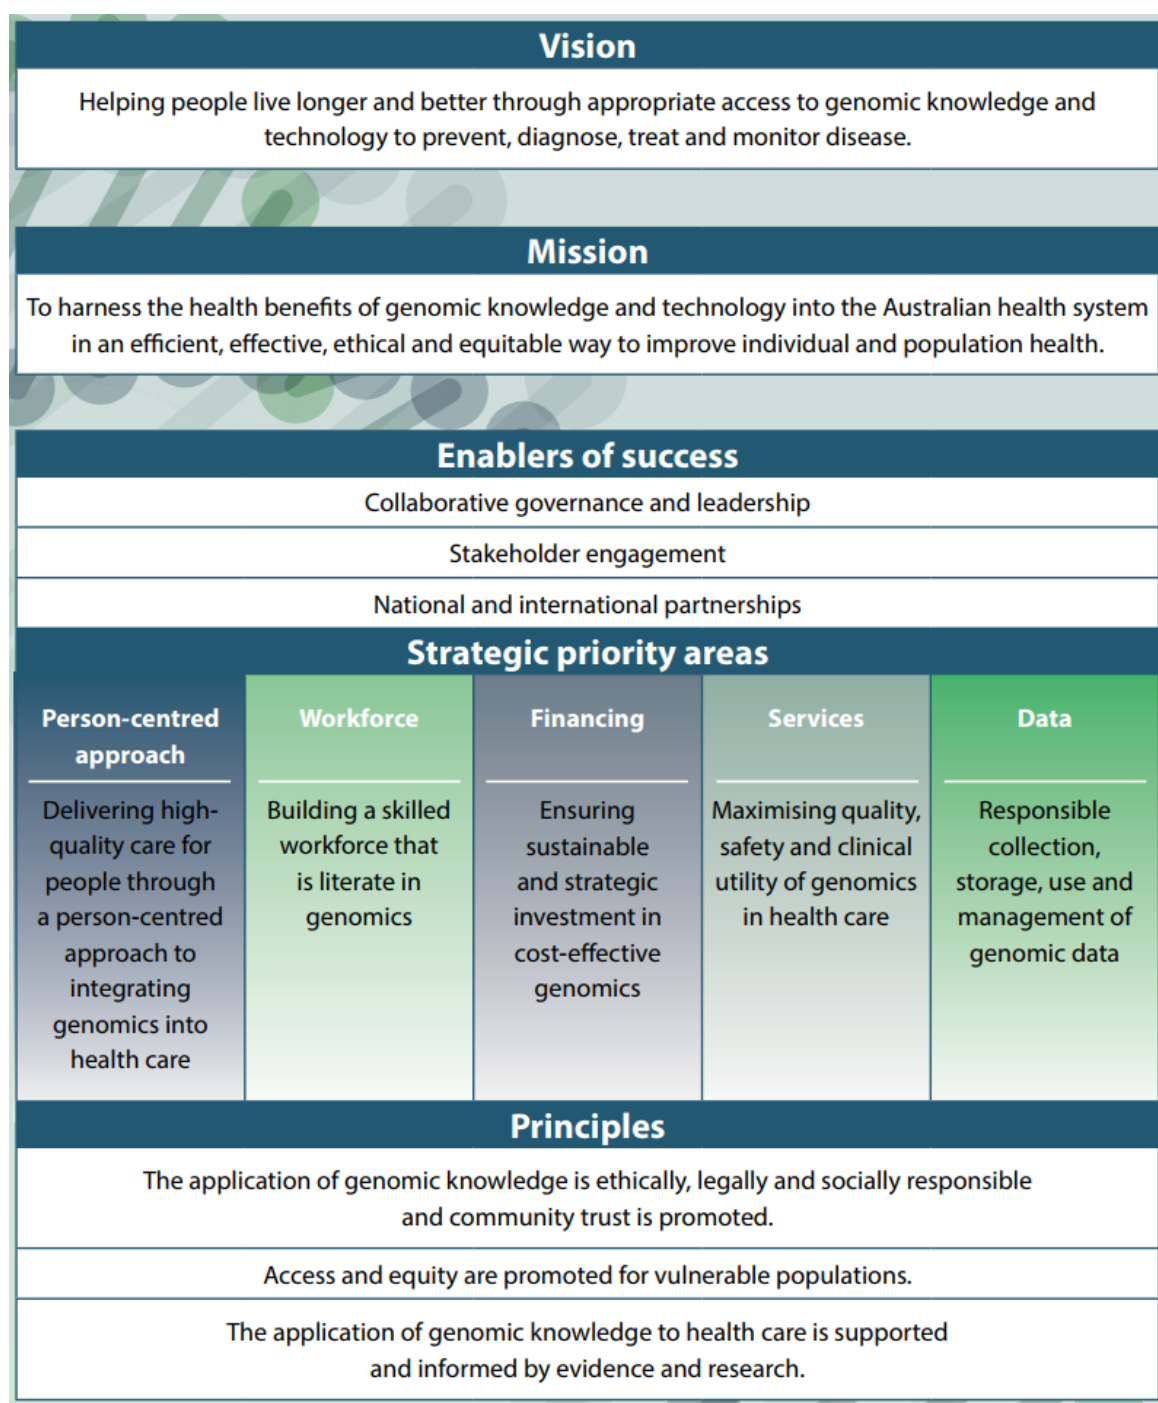 Vision
Helping people live longer and better through appropriate access to genomic knowledge and
technology to prevent, diagnose, treat and monitor disease.
Mission
To harness the health benefits of genomic knowledge and technology into the Australian health system
in an efficient, effective, ethical and equitable way to improve individual and population health.
Enablers of success
Collaborative governance and leadership
Stakeholder engagement
National and international partnerships
Strategic priority areas
Person-centred
approach
Delivering high-
quality care for
people through
a person-centred
approach to
integrating
genomics into
health care
Workforce
Building a skilled
workforce that
is literate in
genomics
Financing
Ensuring
sustainable
and strategic
investment in
cost-effective
genomics
Services
Maximising quality,
safety and clinical
utility of genomics
in health care
Data
Responsible
collection,
storage, use and
management of
genomic data
Principles
The application of genomic knowledge is ethically, legally and socially responsible
and community trust is promoted.
Access and equity are promoted for vulnerable populations.
The application of genomic knowledge to health care is supported
and informed by evidence and research.